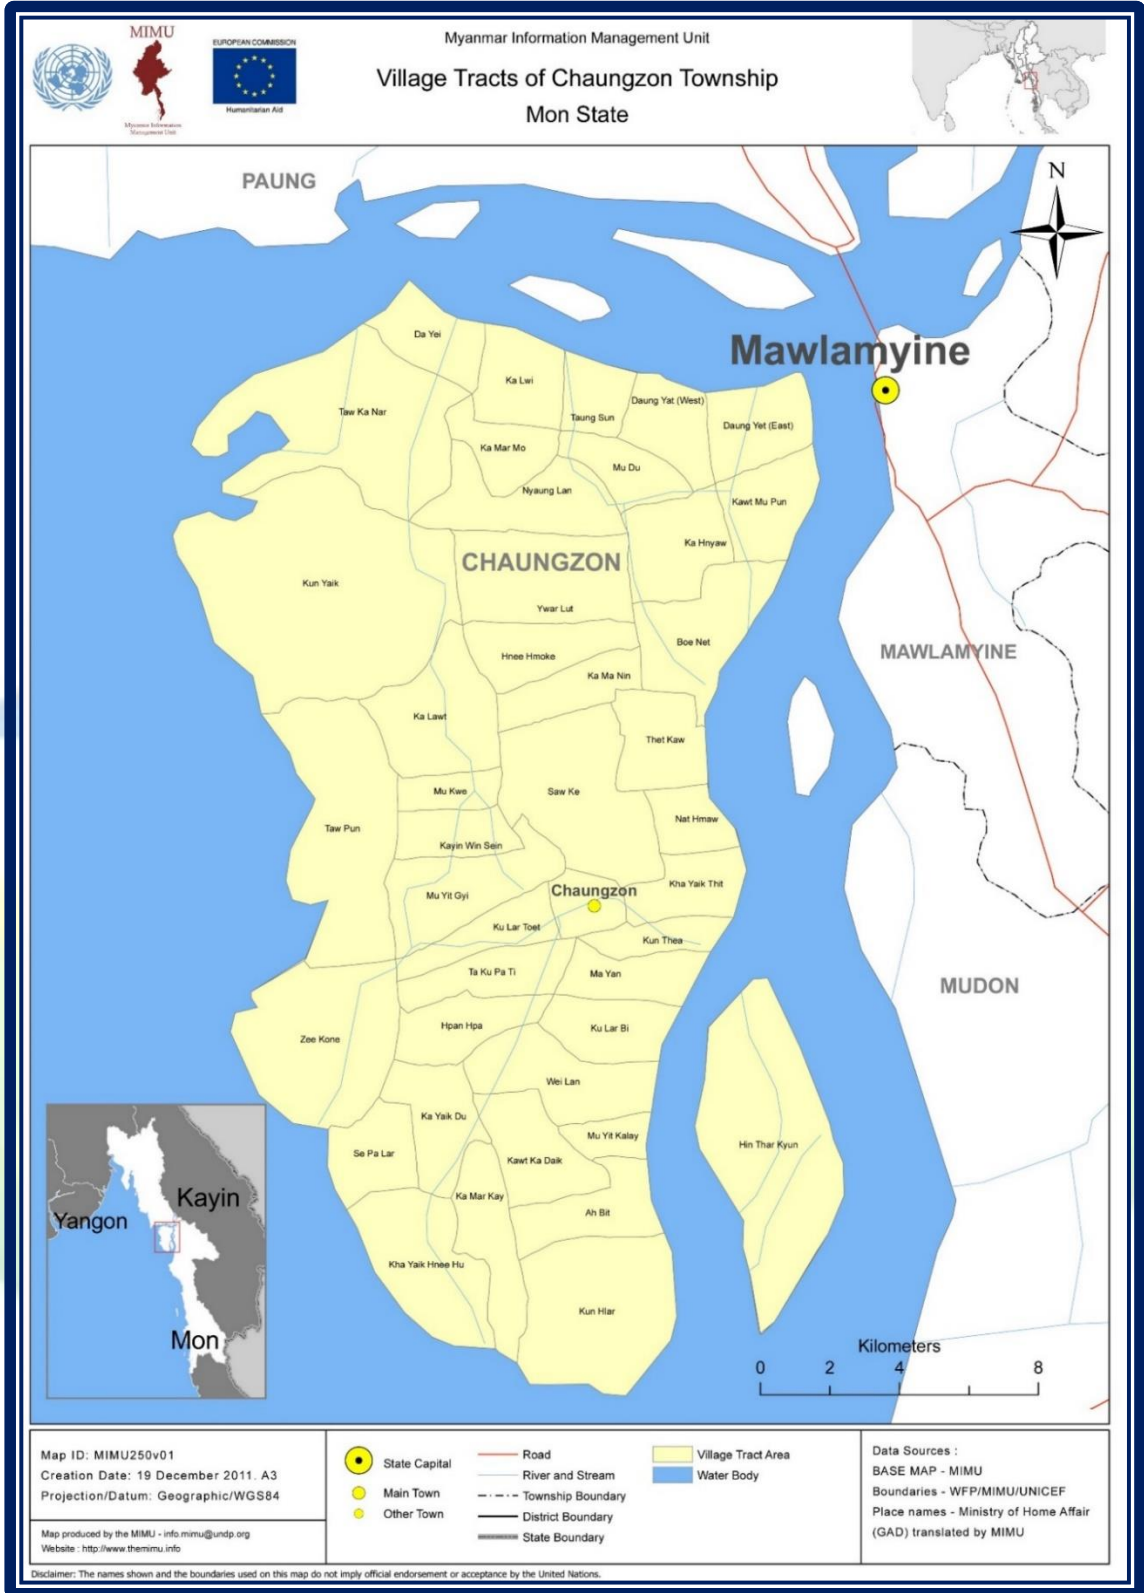 MIMU
Myanmar Information
Management Unit
EUROPEAN COMMISSION
Humanitarian Aid
Myanmar Information Management Unit
Village Tracts of Chaungzon Township
Mon State
PAUNG
N
Mawlamyine
Da Yei
Ka Lwi
Taw Ka Nar
Taung Sun
Daung Yat (West)
Daung Yet (East)
Ka Mar Mo
Mu Du
Nyaung Lan
Kawt Mu Pun
Ka Hnyaw
CHAUNGZON
Kun Yaik
Ywar Lut
Boe Net
MAWLAMYINE
Hnee Hmoke
Ka Ma Nin
Ka Lawt
Thet Kaw
Mu Kwe
Saw Ke
Nat Hmaw
Taw Pun
Kayin Win Sein
Kha Yaik Thit
Chaungzon
Mu Yit Gyi
Ku Lar Toet
Kun Thea
Ta Ku Pa Ti
Ma Yan
MUDON
Hpan Hpa
Ku Lar Bi
Zee Kone
Wei Lan
Ka Yaik Du
Mu Yit Kalay
Hin Thar Kyun
Se Pa Lar
Kawt Ka Daik
Ka Mar Kay
Ah Bit
Kha Yaik Hnee Hu
Kun Hlar
Kayin
Yangon
Mon
Kilometers
0 2 4 8
Map ID: MIMU250v01
Creation Date: 19 December 2011. A3
Projection/Datum: Geographic/WGS84
Map produced by the MIMU - info.mimu@undp.org
Website : http://www.themimu.info
State Capital
Main Town
Other Town
Road
River and Stream
Township Boundary
District Boundary
State Boundary
Village Tract Area
Water Body
Data Sources :
BASE MAP - MIMU
Boundaries - WFP/MIMU/UNICEF
Place names - Ministry of Home Affair
(GAD) translated by MIMU
Disclaimer: The names shown and the boundaries used on this map do not imply official endorsement or acceptance by the United Nations.